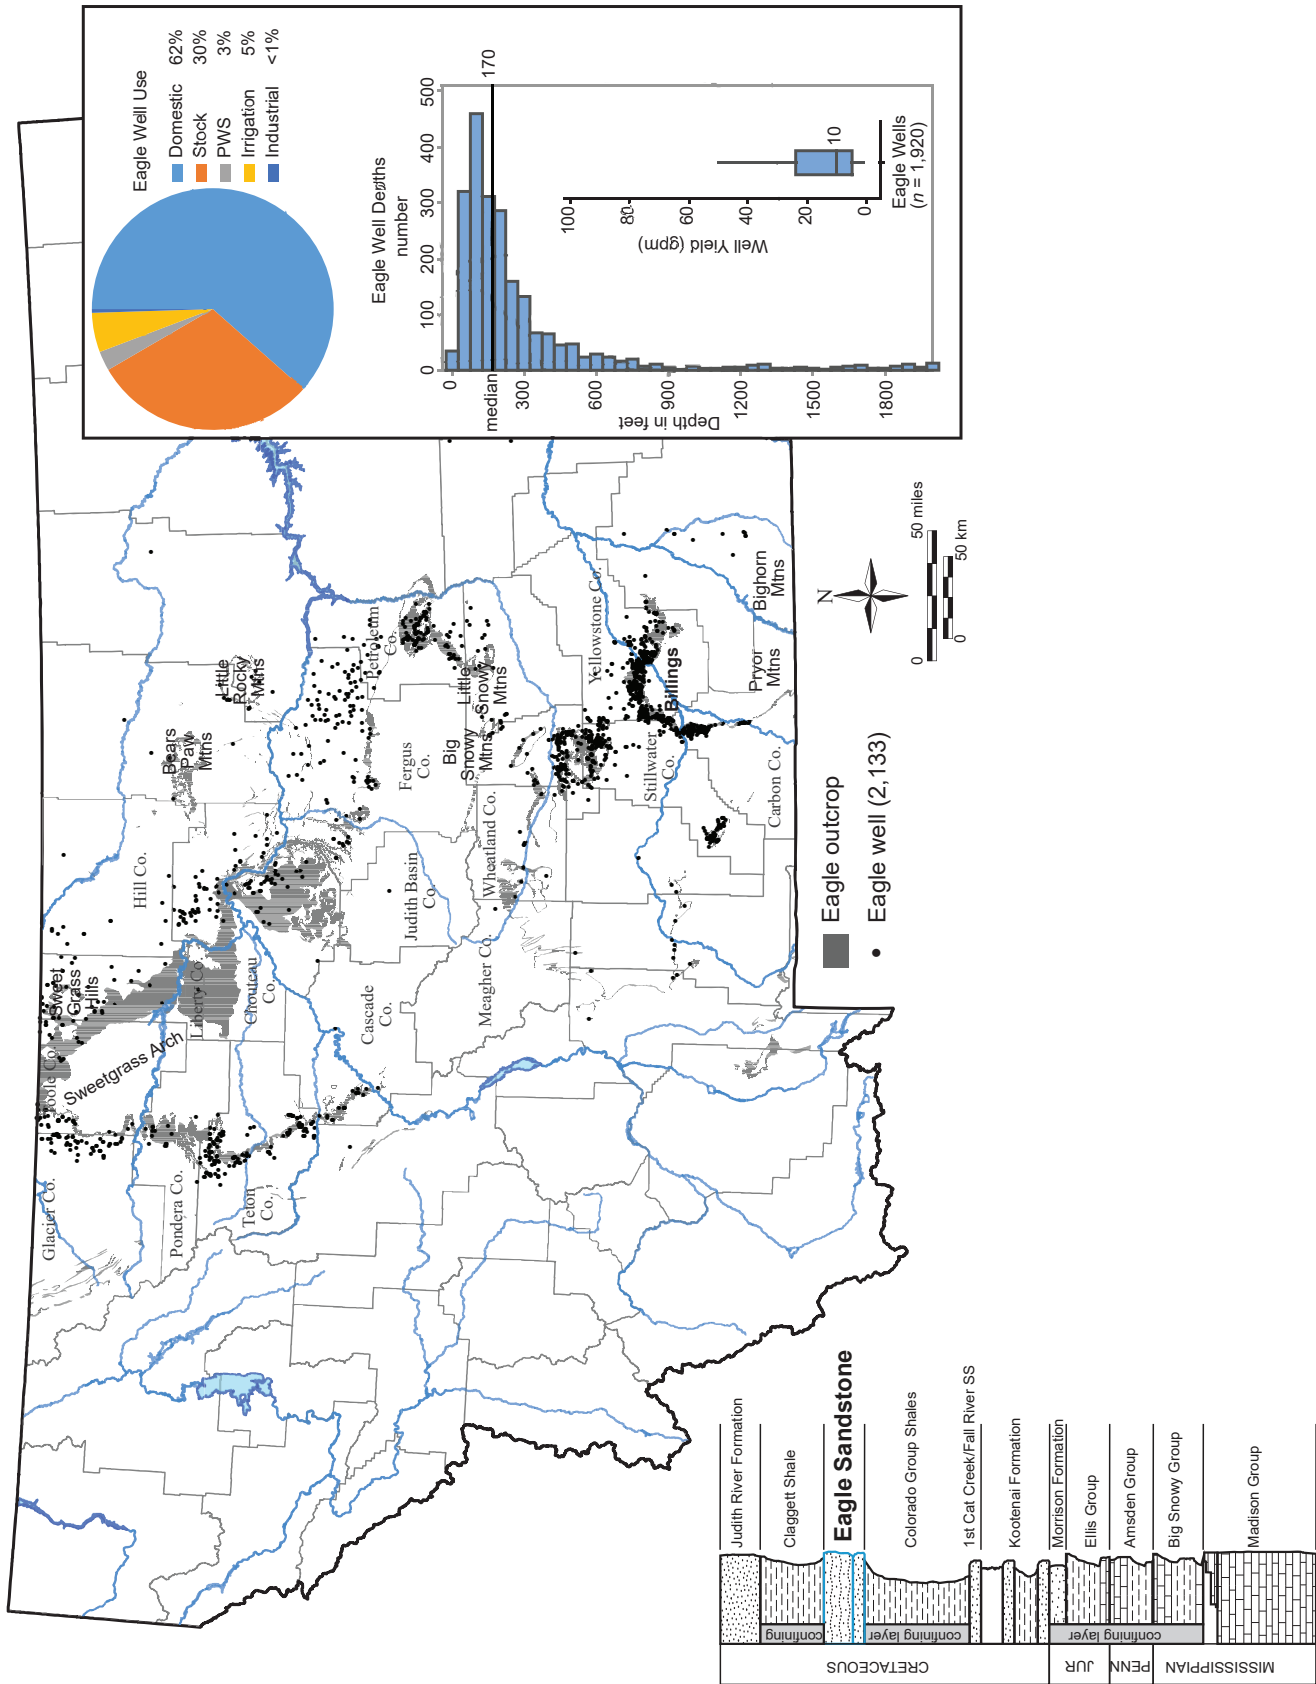 Eagle Well Use
Domestic 62%
Stock 30%
PWS 3%
Irrigation 5%
Industrial <1%
Eagle Well Depths
number
0
100
200
300
400
500
170
median
0
300
600
900
1200
1500
1800
Depth in feet
100
80
60
40
20
0
Well Yield (gpm)
10
Eagle Wells
(n = 1,920)
Glacier Co.
Toole Co.
Sweet
Grass
Hills
Sweetgrass Arch
Liberty Co.
Hill Co.
Bears
Paw
Mtns
Little
Rocky
Mtns
Pondera Co.
Teton
Co.
Chouteau
Co.
Cascade
Co.
Judith Basin
Co.
Fergus
Co.
Petroleum
Co.
Big
Snowy
Mtns
Little
Snowy
Mtns
Meagher Co.
Wheatland Co.
Yellowstone Co.
Stillwater
Co.
Billings
Carbon Co.
Pryor
Mtns
Bighorn
Mtns
N
0
50 miles
0
50 km
Eagle outcrop
Eagle well (2,133)
Judith River Formation
Claggett Shale
Eagle Sandstone
Colorado Group Shales
1st Cat Creek/Fall River SS
Kootenai Formation
Morrison Formation
Ellis Group
Amsden Group
Big Snowy Group
Madison Group
confining
confining layer
confining layer
CRETACEOUS
JUR
PENN
MISSISSIPPIAN